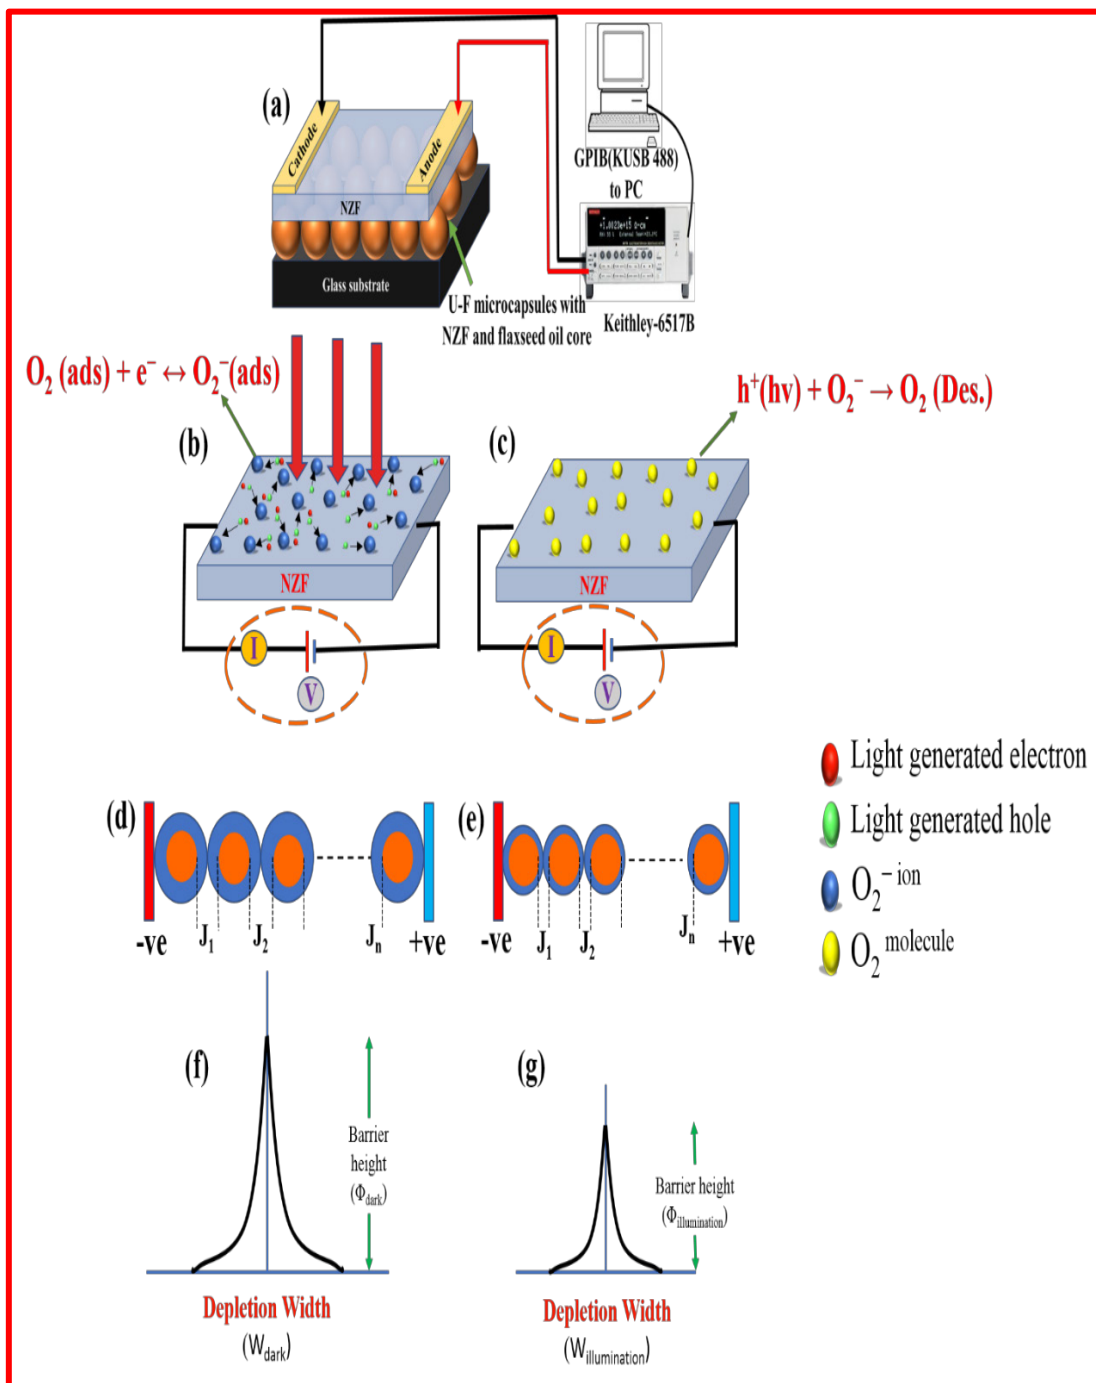 (a)
Cathode
Anode
NZF
Glass substrate
GPIB(KUSB 488)
to PC
Keithley-6517B
U-F microcapsules with
NZF and flaxseed oil core
O₂ (ads) + e⁻ ↔ O₂⁻(ads)
h⁺(hv) + O₂⁻ → O₂ (Des.)
(b)
(c)
NZF
NZF
I
V
I
V
(d)
(e)
-ve
J₁
J₂
Jₙ
+ve
-ve
J₁
J₂
Jₙ
+ve
Light generated electron
Light generated hole
O₂⁻ ion
O₂ molecule
(f)
Barrier
height
(Φdark)
Depletion Width
(Wdark)
(g)
Barrier height
(Φillumination)
Depletion Width
(Willumination)